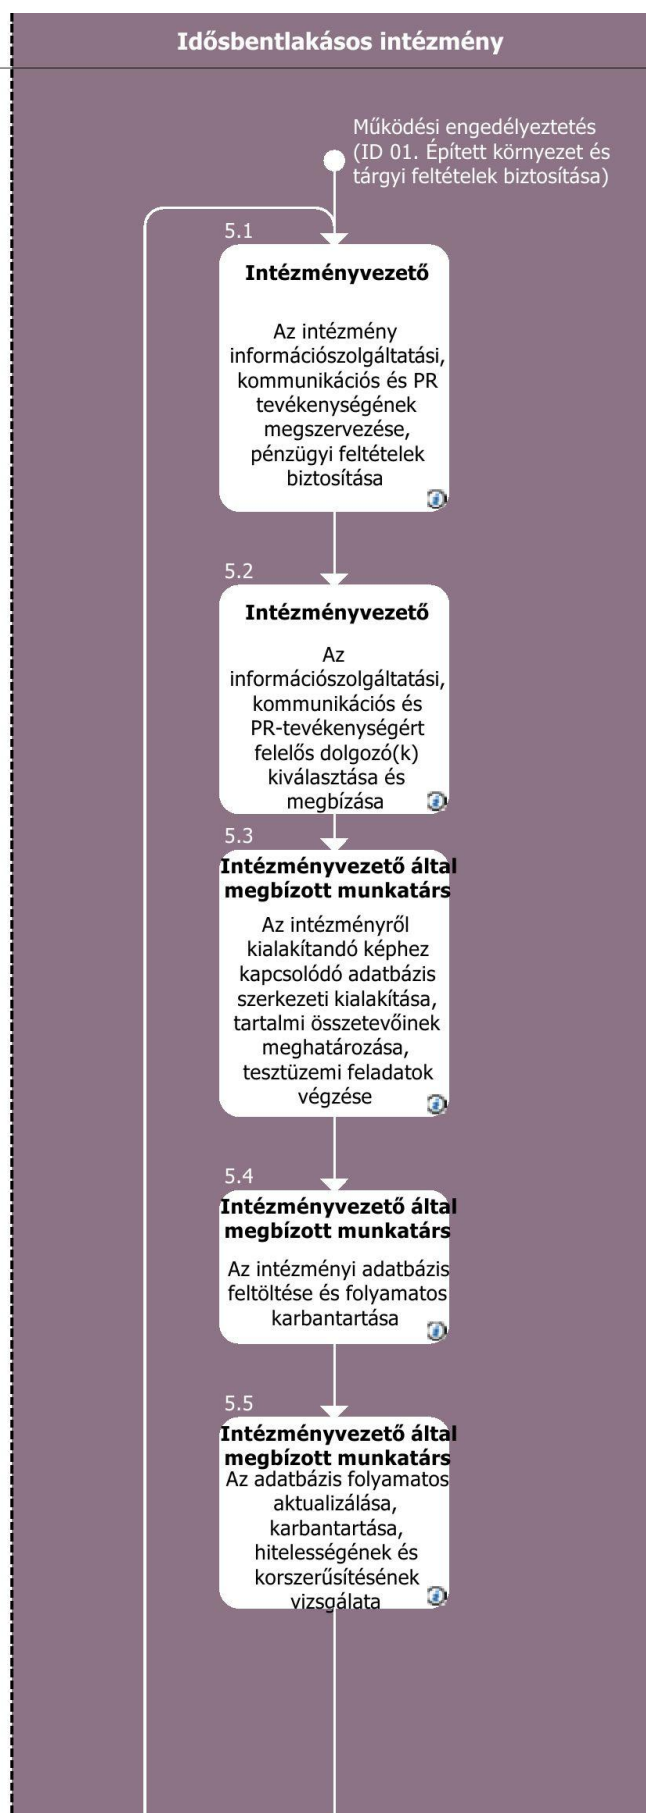 Idősbentlakásos intézmény
Működési engedélyeztetés
(ID 01. Épített környezet és
tárgyi feltételek biztosítása)
5.1
Intézményvezető
Az intézmény
információszolgáltatási,
kommunikációs és PR
tevékenységének
megszervezése,
pénzügyi feltételek
biztosítása
5.2
Intézményvezető
Az
információszolgáltatási,
kommunikációs és
PR-tevékenységért
felelős dolgozó(k)
kiválasztása és
megbízása
5.3
Intézményvezető által
megbízott munkatárs
Az intézményről
kialakítandó képhez
kapcsolódó adatbázis
szerkezeti kialakítása,
tartalmi összetevőinek
meghatározása,
tesztüzemi feladatok
végzése
5.4
Intézményvezető által
megbízott munkatárs
Az intézményi adatbázis
feltöltése és folyamatos
karbantartása
5.5
Intézményvezető által
megbízott munkatárs
Az adatbázis folyamatos
aktualizálása,
karbantartása,
hitelességének és
korszerűsítésének
vizsgálata